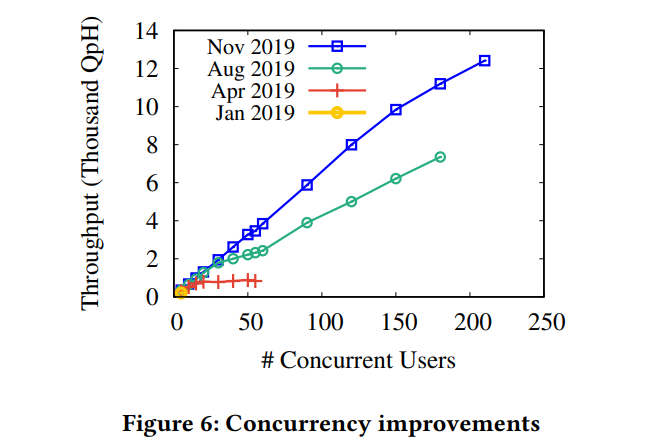 Throughput (Thousand QpH)
14
12
10
8
6
4
2
0
Nov 2019
Aug 2019
Apr 2019
Jan 2019
0 50 100 150 200 250
# Concurrent Users
Figure 6: Concurrency improvements